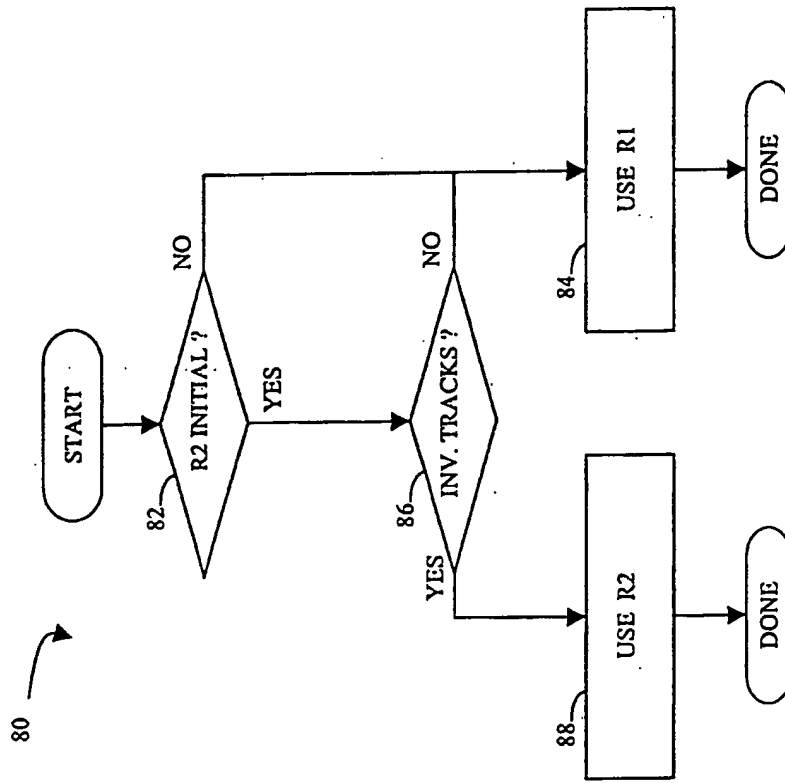 80
START
82
R2 INITIAL ?
NO
YES
86
INV. TRACKS ?
YES
NO
88
USE R2
84
USE R1
DONE
DONE